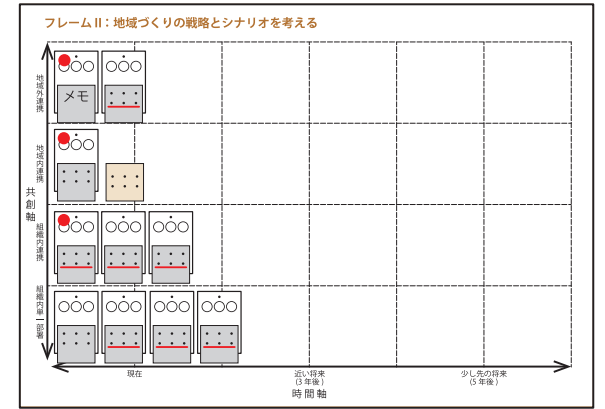 フレームⅡ：地域づくりの戦略とシナリオを考える
地域外連携
メモ
地域内連携
共創軸
組織内連携
組織内単一部署
現在
近い将来
(3年後)
少し先の将来
(5年後)
時間軸